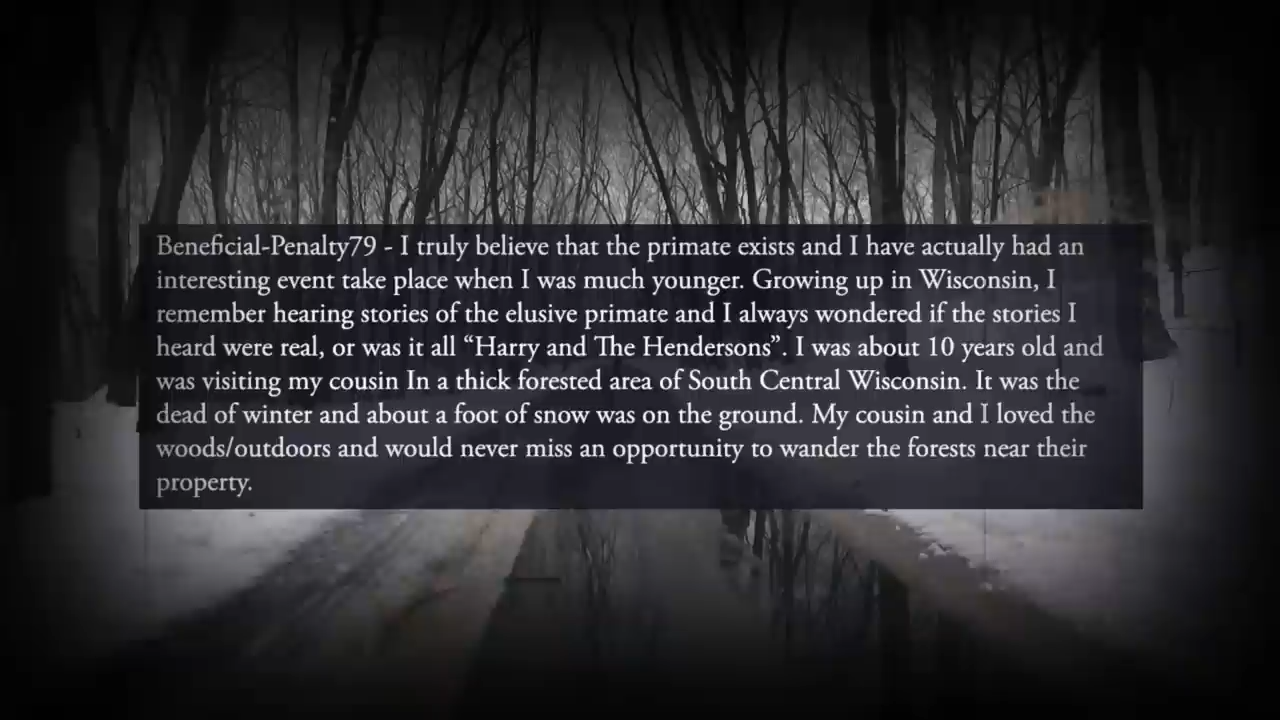 Beneficial-Penalty79 - I truly believe that the primate exists and I have actually had an
interesting event take place when I was much younger. Growing up in Wisconsin, I
remember hearing stories of the elusive primate and I always wondered if the stories I
heard were real, or was it all “Harry and The Hendersons”. I was about 10 years old and
was visiting my cousin In a thick forested area of South Central Wisconsin. It was the
dead of winter and about a foot of snow was on the ground. My cousin and I loved the
woods/outdoors and would never miss an opportunity to wander the forests near their
property.